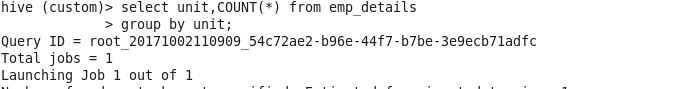 hive (custom)> select unit,COUNT(*) from emp_details
> group by unit;
Query ID = root_20171002110909_54c72ae2-b96e-44f7-b7be-3e9ecb71adfc
Total jobs = 1
Launching Job 1 out of 1